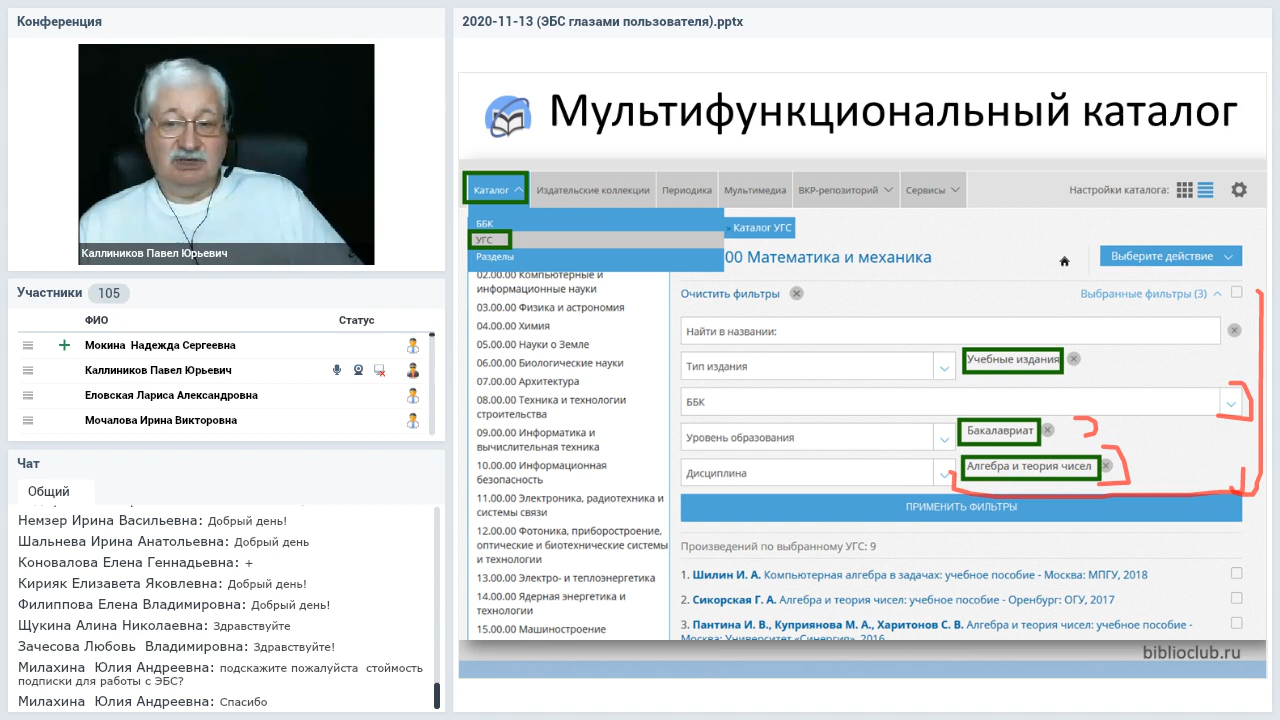 Конференция
Каллиников Павел Юрьевич
Участники 105
ФИО Статус
Мокина Надежда Сергеевна
Каллиников Павел Юрьевич
Еловская Лариса Александровна
Мочалова Ирина Викторовна
Чат
Общий
Немзер Ирина Васильевна: Добрый день!
Шальнева Ирина Анатольевна: Добрый день
Коновалова Елена Геннадьевна: +
Кирияк Елизавета Яковлевна: Добрый день!
Филиппова Елена Владимировна: Добрый день!
Щукина Алина Николаевна: Здравствуйте
Зачесова Любовь Владимировна: Здравствуйте!
Милахина Юлия Андреевна: подскажите пожалуйста стоимость
подписки для работы с ЭБС?
Милахина Юлия Андреевна: Спасибо
2020-11-13 (ЭБС глазами пользователя).pptx
Мультифункциональный каталог
Каталог Издательские коллекции Периодика Мультимедиа ВКР-репозиторий Сервисы Настройки каталога:
ББК
УГС
Разделы
Каталог УГС
00 Математика и механика
Выберите действие
02.00.00 Компьютерные и
информационные науки
03.00.00 Физика и астрономия
04.00.00 Химия
05.00.00 Науки о Земле
06.00.00 Биологические науки
07.00.00 Архитектура
08.00.00 Техника и технологии
строительства
09.00.00 Информатика и
вычислительная техника
10.00.00 Информационная
безопасность
11.00.00 Электроника, радиотехника и
системы связи
12.00.00 Фотоника, приборостроение,
оптические и биотехнические системы
и технологии
13.00.00 Электро- и теплоэнергетика
14.00.00 Ядерная энергетика и
технологии
15.00.00 Машиностроение
Очистить фильтры
Выбранные фильтры (3)
Найти в названии:
Тип издания Учебные издания
ББК
Уровень образования Бакалавриат
Дисциплина Алгебра и теория чисел
ПРИМЕНИТЬ ФИЛЬТРЫ
Произведений по выбранному УГС: 9
1. Шилин И. А. Компьютерная алгебра в задачах: учебное пособие - Москва: МПГУ, 2018
2. Сикорская Г. А. Алгебра и теория чисел: учебное пособие - Оренбург: ОГУ, 2017
3. Пантина И. В., Куприянова М. А., Харитонов С. В. Алгебра и теория чисел: учебное пособие -
Москва: Университет «Синергия», 2016
biblioclub.ru